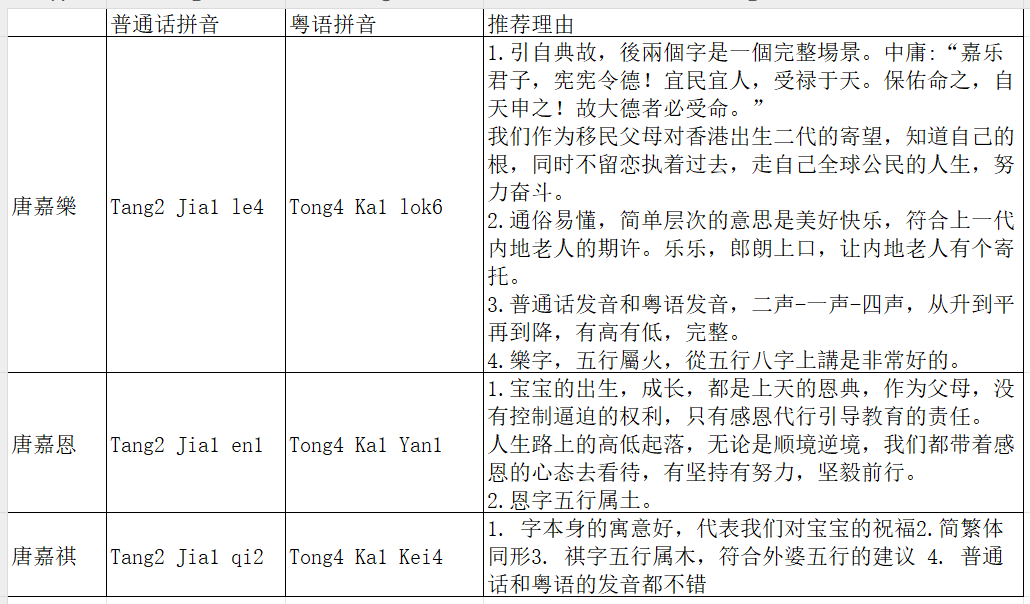 普通话拼音 粤语拼音 推荐理由
唐嘉樂 Tang2 Jia1 le4 Tong4 Ka1 lok6
1.引自典故，後兩個字是一個完整場景。中庸:“嘉乐
君子，宪宪令德！宜民宜人，受禄于天。保佑命之，自
天申之！故大德者必受命。”
我们作为移民父母对香港出生二代的寄望，知道自己的
根，同时不留恋执着过去，走自己全球公民的人生，努
力奋斗。
2.通俗易懂，简单层次的意思是美好快乐，符合上一代
内地老人的期许。乐乐，郎朗上口，让内地老人有个寄
托。
3.普通话发音和粤语发音，二声-一声-四声，从升到平
再到降，有高有低，完整。
4.樂字，五行屬火，從五行八字上講是非常好的。
唐嘉恩 Tang2 Jia1 en1 Tong4 Ka1 Yan1
1.宝宝的出生，成长，都是上天的恩典，作为父母，没
有控制逼迫的权利，只有感恩代行引导教育的责任。
人生路上的高低起落，无论是顺境逆境，我们都带着感
恩的心态去看待，有坚持有努力，坚毅前行。
2.恩字五行属土。
唐嘉祺 Tang2 Jia1 qi2 Tong4 Ka1 Kei4
1. 字本身的寓意好，代表我们对宝宝的祝福2.简繁体
同形3. 祺字五行属木，符合外婆五行的建议 4. 普通
话和粤语的发音都不错